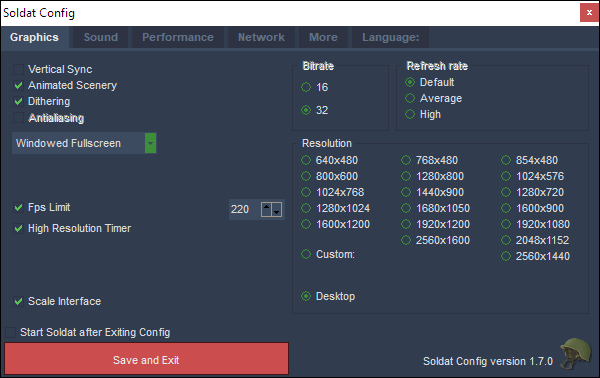 Soldat Config
Graphics Sound Performance Network More Language:
Vertical Sync
Animated Scenery
Dithering
Antialiasing
Windowed Fullscreen
Fps Limit 220
High Resolution Timer
Scale Interface
Start Soldat after Exiting Config
Save and Exit
Bitrate
16
32
Refresh rate
Default
Average
High
Resolution
640x480 768x480 854x480
800x600 1280x800 1024x576
1024x768 1440x900 1280x720
1280x1024 1680x1050 1600x900
1600x1200 1920x1200 1920x1080
2560x1600 2048x1152
Custom: 2560x1440
Desktop
Soldat Config version 1.7.0